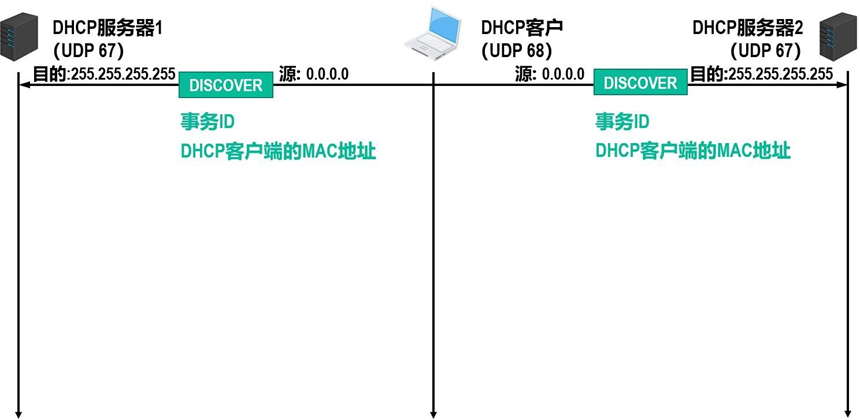 DHCP服务器1
（UDP 67）
DHCP客户
（UDP 68）
DHCP服务器2
（UDP 67）
目的:255.255.255.255
DISCOVER
源: 0.0.0.0
源: 0.0.0.0
DISCOVER
目的:255.255.255.255
事务ID
DHCP客户端的MAC地址
事务ID
DHCP客户端的MAC地址